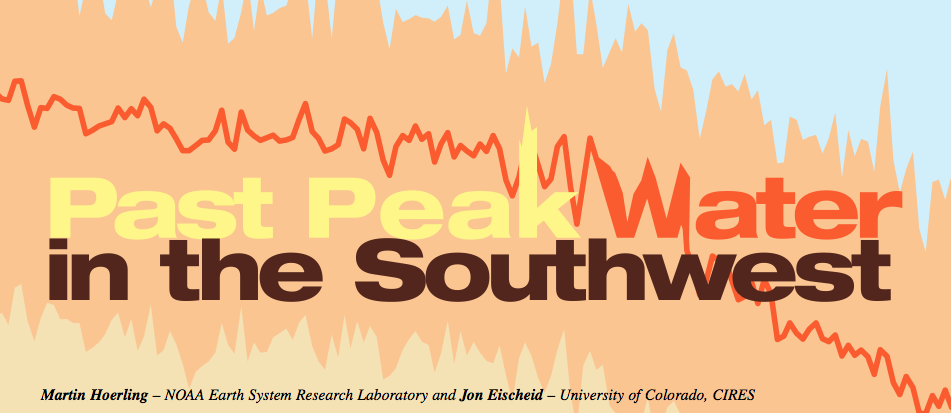 Past Peak Water
in the Southwest
Martin Hoerling – NOAA Earth System Research Laboratory and Jon Eischeid – University of Colorado, CIRES